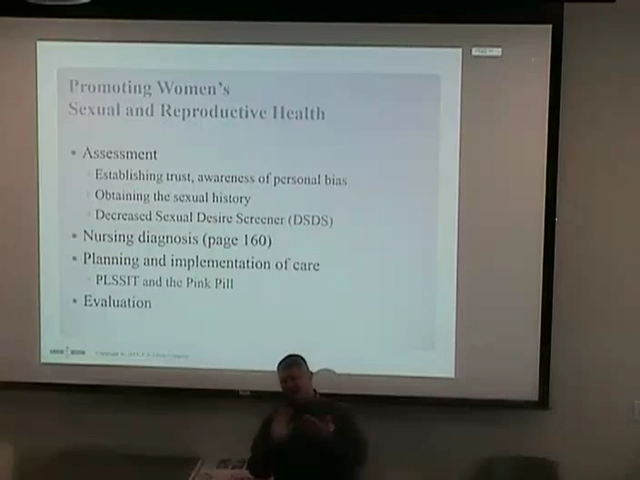 Promoting Women's
Sexual and Reproductive Health
• Assessment
Establishing trust, awareness of personal bias
Obtaining the sexual history
Decreased Sexual Desire Screener (DSDS)
• Nursing diagnosis (page 160)
• Planning and implementation of care
PLSSIT and the Pink Pill
• Evaluation